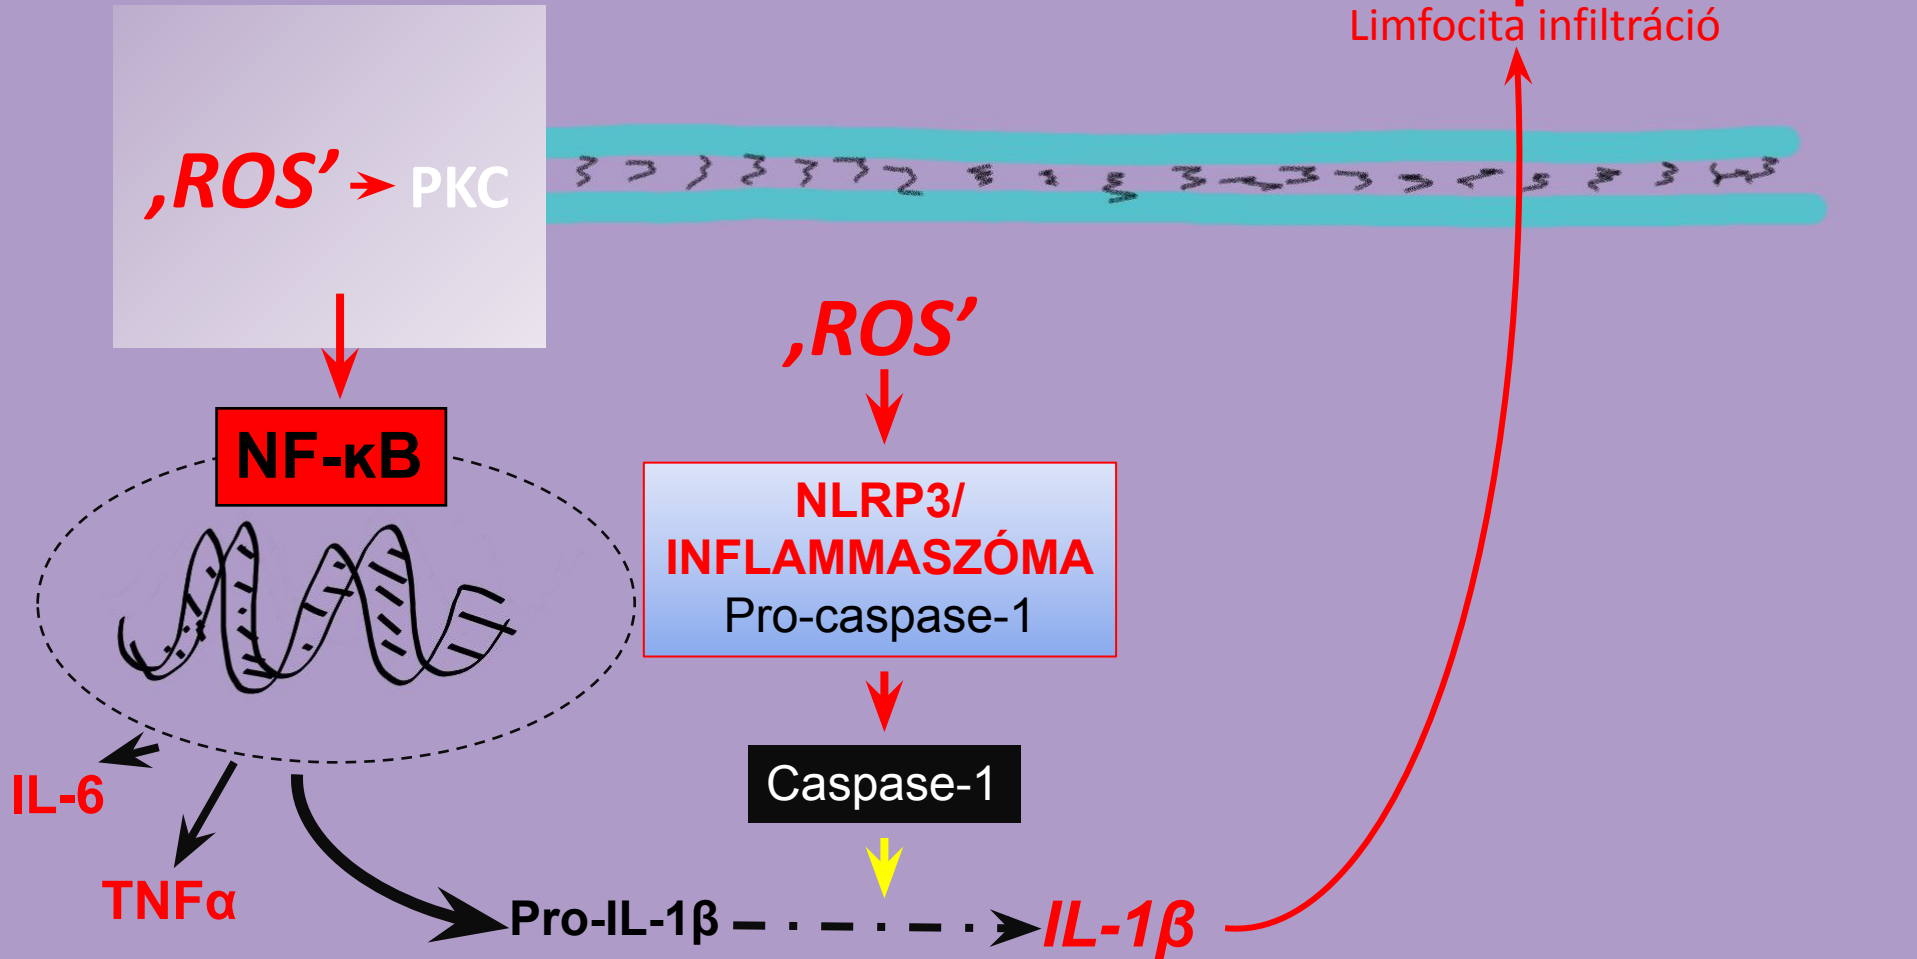 Limfocita infiltráció
‚ROS’ PKC
‚ROS’
NF-κB
NLRP3/
INFLAMMASZÓMA
Pro-caspase-1
Caspase-1
IL-6
TNFα
Pro-IL-1β
IL-1β